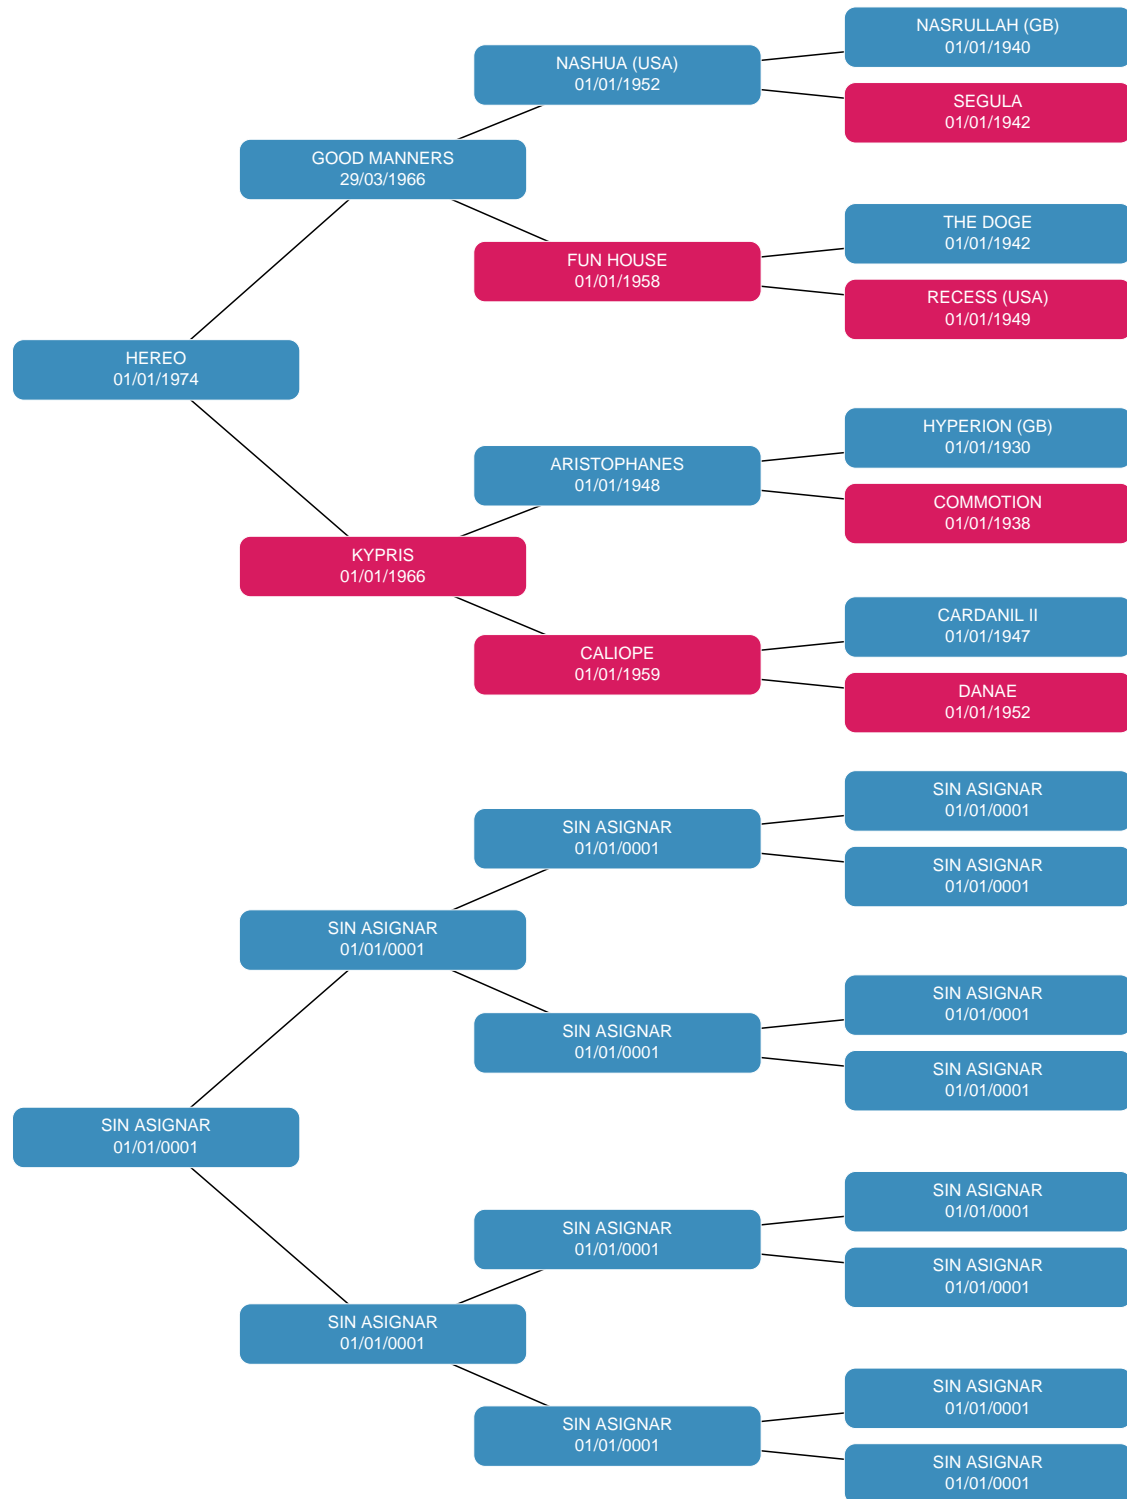 NASRULLAH (GB)
01/01/1940
NASHUA (USA)
01/01/1952
SEGULA
01/01/1942
GOOD MANNERS
29/03/1966
THE DOGE
01/01/1942
FUN HOUSE
01/01/1958
RECESS (USA)
01/01/1949
HEREO
01/01/1974
HYPERION (GB)
01/01/1930
ARISTOPHANES
01/01/1948
COMMOTION
01/01/1938
KYPRIS
01/01/1966
CARDANIL II
01/01/1947
CALIOPE
01/01/1959
DANAE
01/01/1952
SIN ASIGNAR
01/01/0001
SIN ASIGNAR
01/01/0001
SIN ASIGNAR
01/01/0001
SIN ASIGNAR
01/01/0001
SIN ASIGNAR
01/01/0001
SIN ASIGNAR
01/01/0001
SIN ASIGNAR
01/01/0001
SIN ASIGNAR
01/01/0001
SIN ASIGNAR
01/01/0001
SIN ASIGNAR
01/01/0001
SIN ASIGNAR
01/01/0001
SIN ASIGNAR
01/01/0001
SIN ASIGNAR
01/01/0001
SIN ASIGNAR
01/01/0001
SIN ASIGNAR
01/01/0001